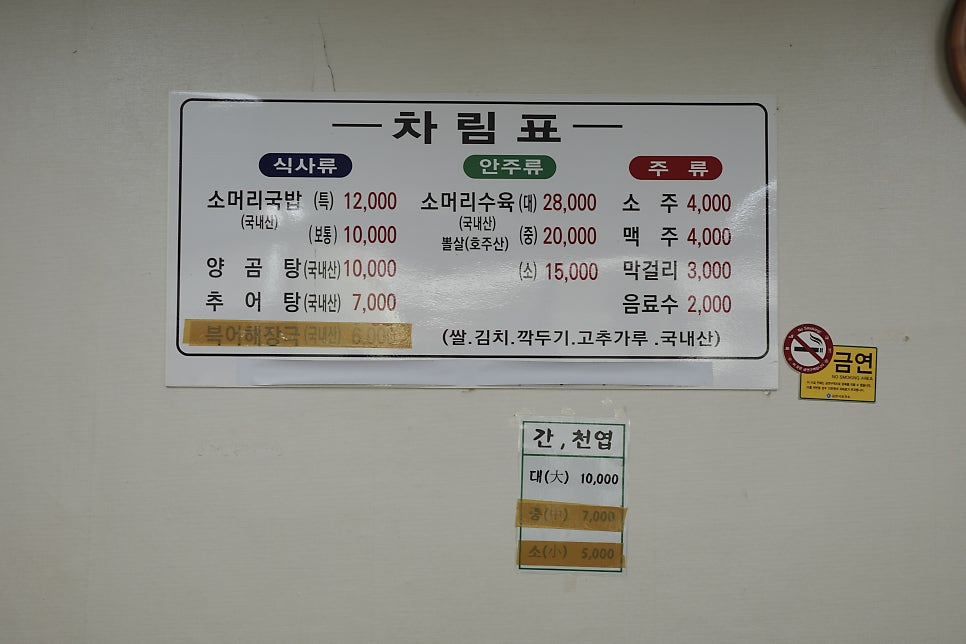 차림표
식사류
소머리국밥 (특) 12,000
(국내산)
(보통) 10,000
양곰탕 (국내산) 10,000
추어탕 (국내산) 7,000
북어해장국 (국내산) 6,000
안주류
소머리수육 (대) 28,000
(국내산)
뽈살(호주산) (중) 20,000
(소) 15,000
주류
소주 4,000
맥주 4,000
막걸리 3,000
음료수 2,000
(쌀.김치.깍두기.고추가루.국내산)
No Smoking
금연
NO SMOKING AREA
간, 천엽
대(大) 10,000
중(中) 7,000
소(小) 5,000